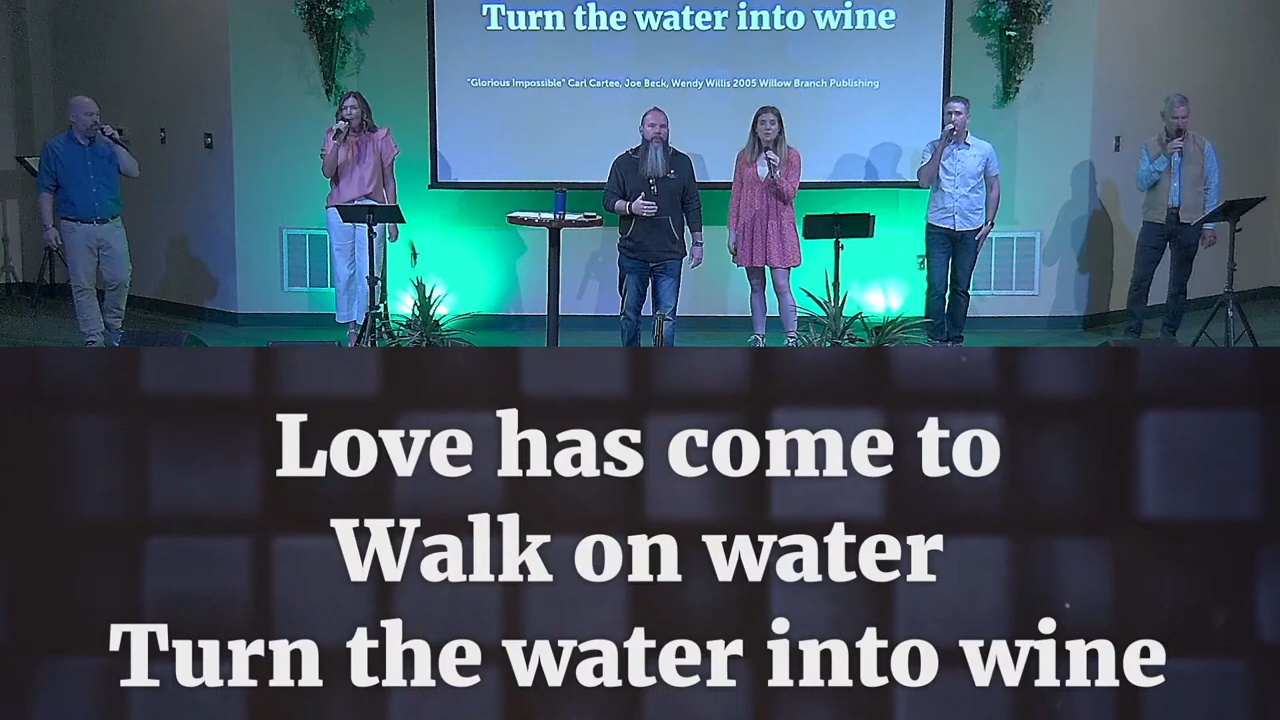 Turn the water into wine
"Glorious Impossible" Carl Cartee, Joe Beck, Wendy Willis 2005 Willow Branch Publishing
Love has come to
Walk on water
Turn the water into wine